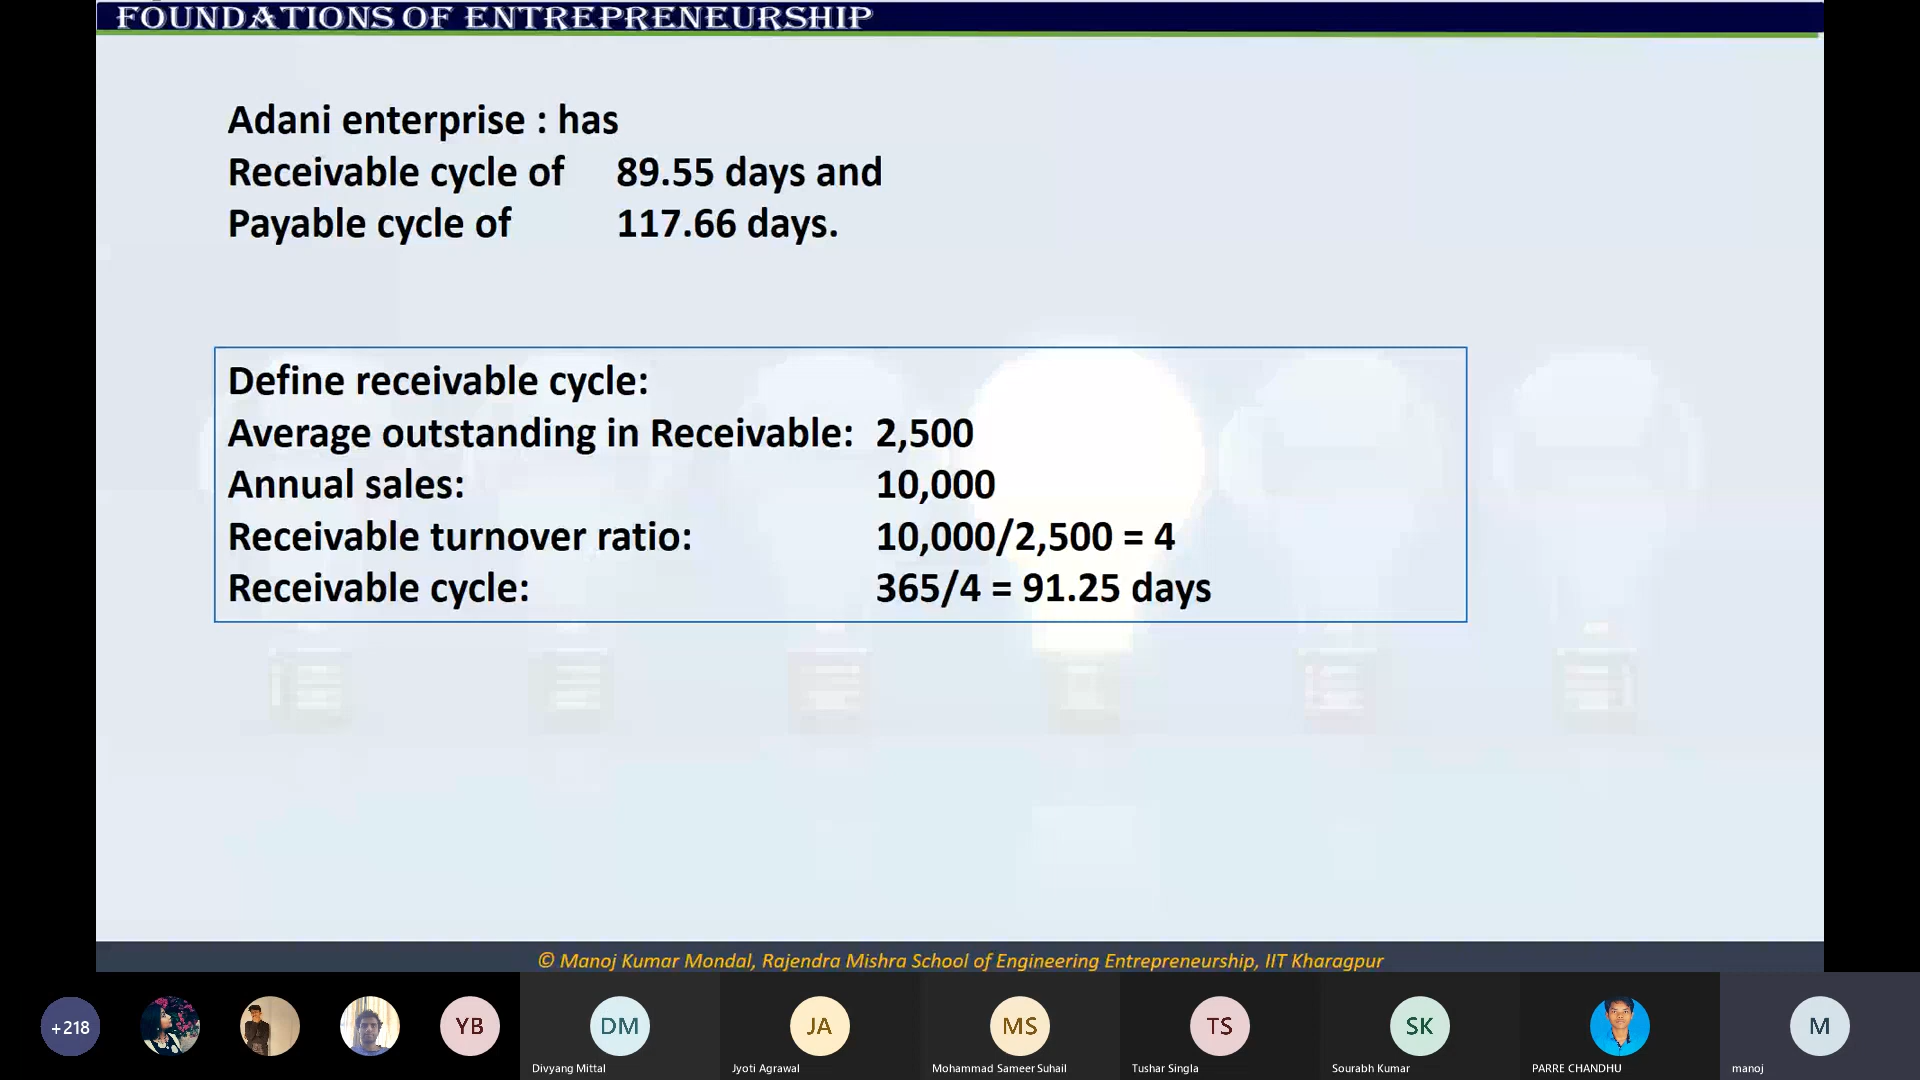 FOUNDATIONS OF ENTREPRENEURSHIP
Adani enterprise : has
Receivable cycle of 89.55 days and
Payable cycle of 117.66 days.
Define receivable cycle:
Average outstanding in Receivable: 2,500
Annual sales: 10,000
Receivable turnover ratio: 10,000/2,500 = 4
Receivable cycle: 365/4 = 91.25 days
© Manoj Kumar Mondal, Rajendra Mishra School of Engineering Entrepreneurship, IIT Kharagpur
+218 YB DM JA MS TS SK M
Divyang Mittal Jyoti Agrawal Mohammad Sameer Suhail Tushar Singla Sourabh Kumar PARRE CHANDHU manoj